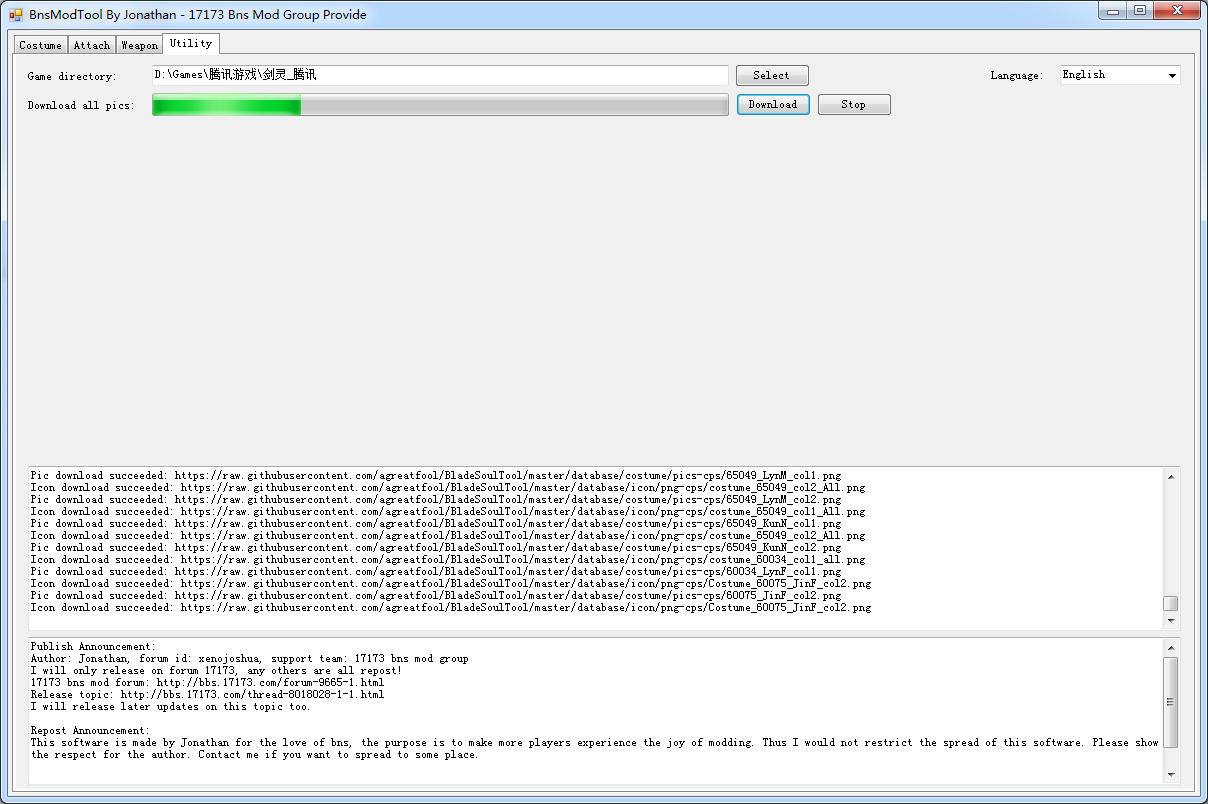 BnsModTool By Jonathan - 17173 Bns Mod Group Provide
Costume Attach Weapon Utility
Game directory: D:\Games\腾讯游戏\剑灵_腾讯 Select Language: English
Download all pics: Download Stop
Pic download succeeded: https://raw.githubusercontent.com/agreatfool/BladeSoulTool/master/database/costume/pics-cps/65049_LynM_col1.png
Icon download succeeded: https://raw.githubusercontent.com/agreatfool/BladeSoulTool/master/database/icon/png-cps/costume_65049_col2_All.png
Pic download succeeded: https://raw.githubusercontent.com/agreatfool/BladeSoulTool/master/database/costume/pics-cps/65049_LynM_col2.png
Icon download succeeded: https://raw.githubusercontent.com/agreatfool/BladeSoulTool/master/database/icon/png-cps/costume_65049_col1_All.png
Pic download succeeded: https://raw.githubusercontent.com/agreatfool/BladeSoulTool/master/database/costume/pics-cps/65049_KunN_col1.png
Icon download succeeded: https://raw.githubusercontent.com/agreatfool/BladeSoulTool/master/database/icon/png-cps/costume_65049_col2_All.png
Pic download succeeded: https://raw.githubusercontent.com/agreatfool/BladeSoulTool/master/database/costume/pics-cps/65049_KunN_col2.png
Icon download succeeded: https://raw.githubusercontent.com/agreatfool/BladeSoulTool/master/database/icon/png-cps/costume_60034_col1_all.png
Pic download succeeded: https://raw.githubusercontent.com/agreatfool/BladeSoulTool/master/database/costume/pics-cps/60034_LynF_col1.png
Icon download succeeded: https://raw.githubusercontent.com/agreatfool/BladeSoulTool/master/database/icon/png-cps/Costume_60075_JinF_col2.png
Pic download succeeded: https://raw.githubusercontent.com/agreatfool/BladeSoulTool/master/database/costume/pics-cps/60075_JinF_col2.png
Icon download succeeded: https://raw.githubusercontent.com/agreatfool/BladeSoulTool/master/database/icon/png-cps/Costume_60075_JinF_col2.png
Publish Announcement:
Author: Jonathan, forum id: xenojoshua, support team: 17173 bns mod group
I will only release on forum 17173, any others are all repost!
17173 bns mod forum: http://bbs.17173.com/forum-9665-1.html
Release topic: http://bbs.17173.com/thread-8018028-1-1.html
I will release later updates on this topic too.
Repost Announcement:
This software is made by Jonathan for the love of bns, the purpose is to make more players experience the joy of modding. Thus I would not restrict the spread of this software. Please show
the respect for the author. Contact me if you want to spread to some place.